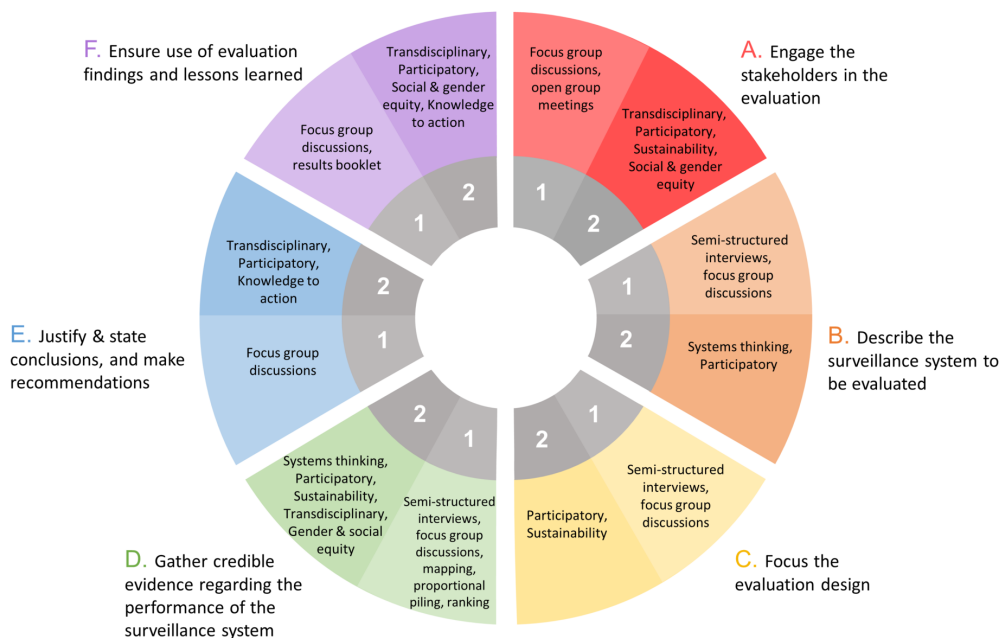 F. Ensure use of evaluation
findings and lessons learned
Transdisciplinary,
Participatory,
Social & gender
equity, Knowledge
to action
2
Focus group
discussions,
results booklet
1
Focus group
discussions,
open group
meetings
1
Transdisciplinary,
Participatory,
Sustainability,
Social & gender
equity
2
A. Engage the
stakeholders in the
evaluation
Semi-structured
interviews,
focus group
discussions
1
Systems thinking,
Participatory
2
B. Describe the
surveillance system to
be evaluated
Semi-structured
interviews,
focus group
discussions
1
Participatory,
Sustainability
2
C. Focus the
evaluation design
Semi-structured
interviews,
focus group
discussions,
mapping,
proportional
piling, ranking
1
Systems thinking,
Participatory,
Sustainability,
Transdisciplinary,
Gender & social
equity
2
D. Gather credible
evidence regarding the
performance of the
surveillance system
Focus group
discussions
1
Transdisciplinary,
Participatory,
Knowledge to
action
2
E. Justify & state
conclusions, and make
recommendations